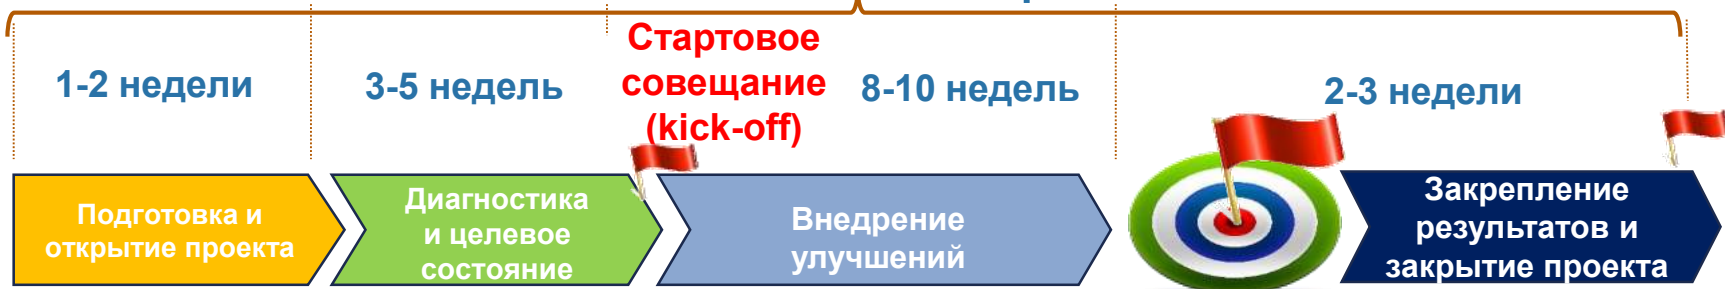 1-2 недели
3-5 недель
Стартовое
совещание
(kick-off)
8-10 недель
2-3 недели
Подготовка и
открытие проекта
Диагностика
и целевое
состояние
Внедрение
улучшений
Закрепление
результатов и
закрытие проекта